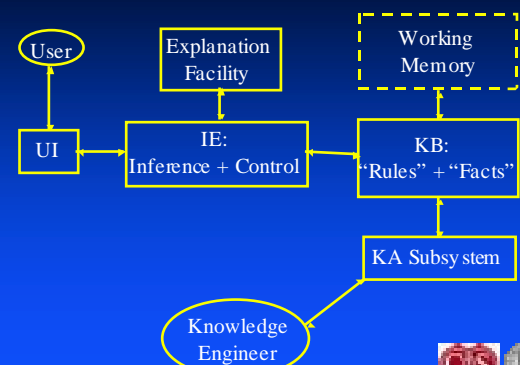 User
Explanation
Facility
Working
Memory
UI
IE:
Inference + Control
KB:
“Rules” + “Facts”
KA Subsystem
Knowledge
Engineer